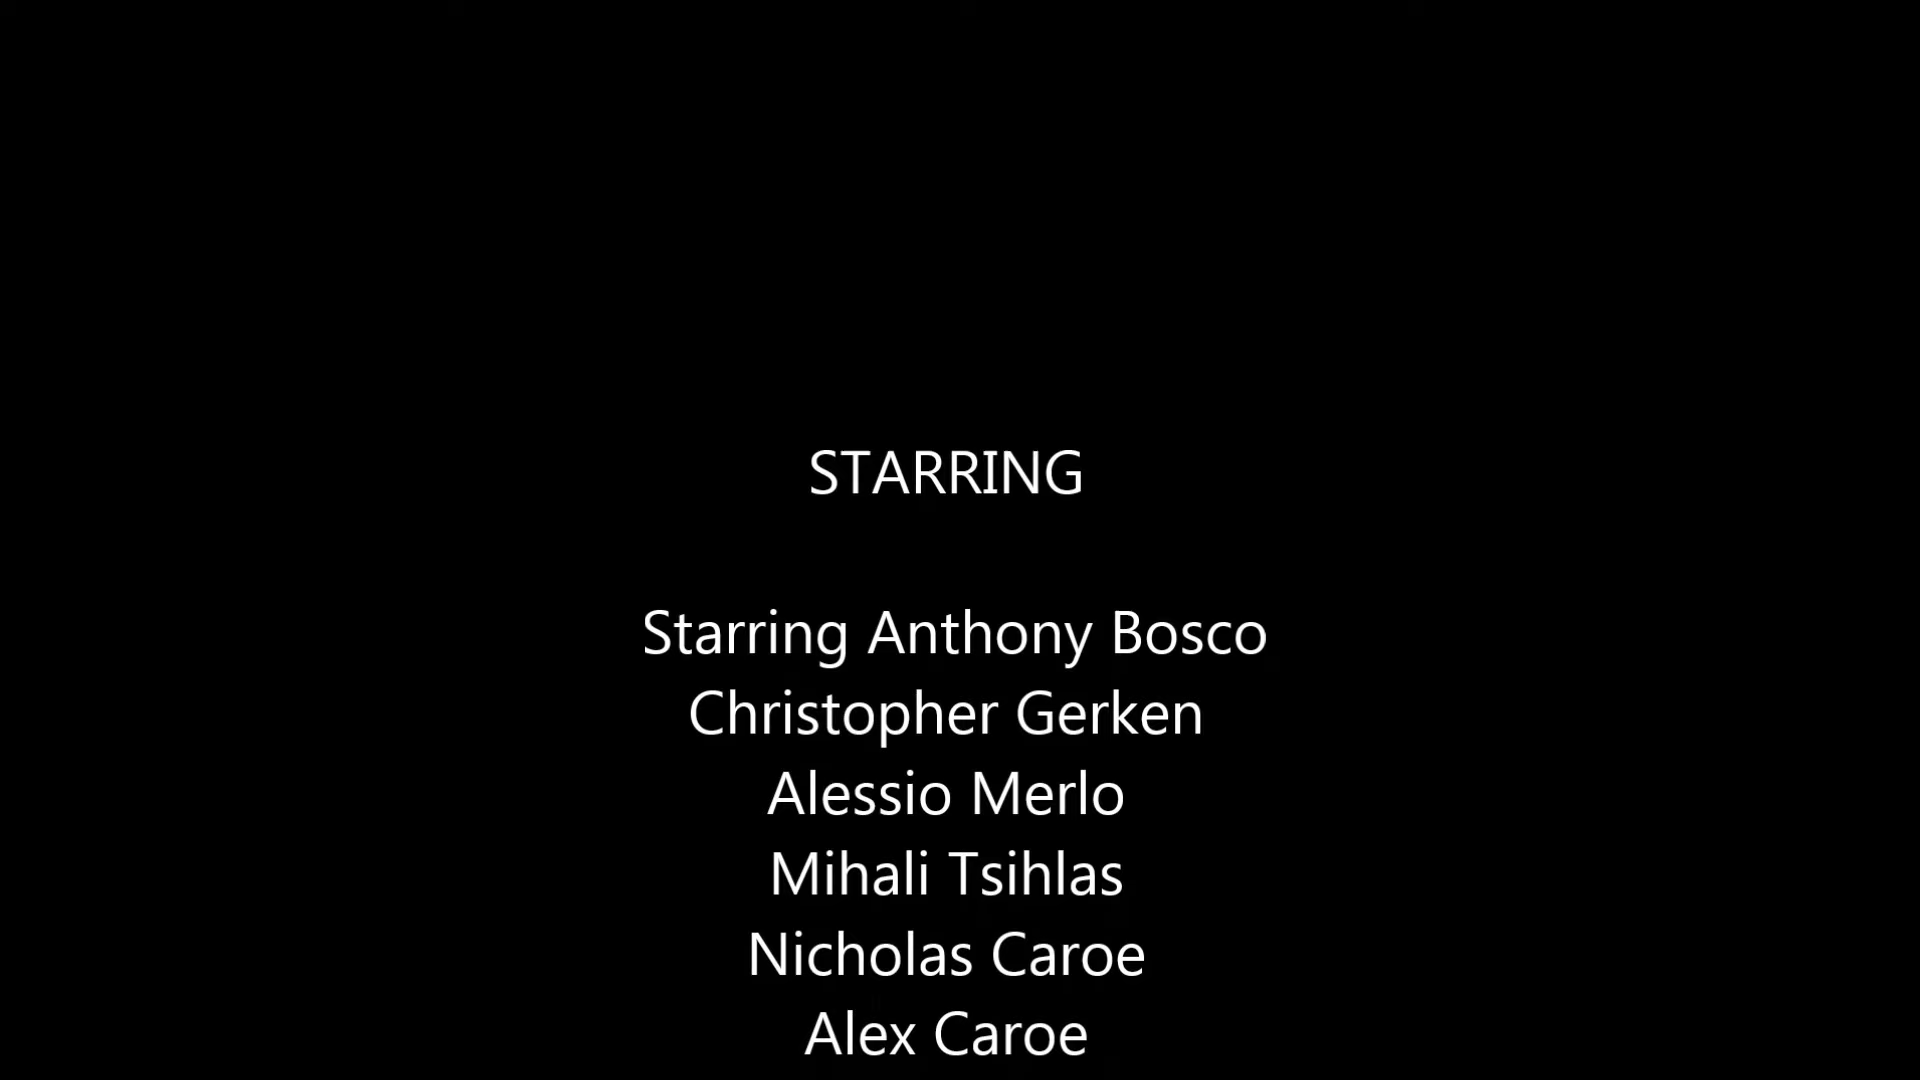 STARRING
Starring Anthony Bosco
Christopher Gerken
Alessio Merlo
Mihali Tsihlas
Nicholas Caroe
Alex Caroe